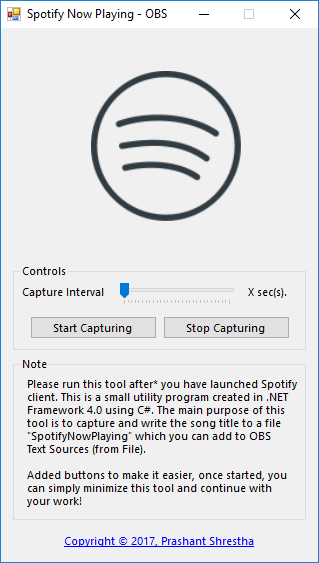 Spotify Now Playing - OBS
Controls
Capture Interval X sec(s).
Start Capturing Stop Capturing
Note
Please run this tool after* you have launched Spotify
client. This is a small utility program created in .NET
Framework 4.0 using C#. The main purpose of this
tool is to capture and write the song title to a file
"SpotifyNowPlaying" which you can add to OBS
Text Sources (from File).
Added buttons to make it easier, once started, you
can simply minimize this tool and continue with
your work!
Copyright © 2017, Prashant Shrestha